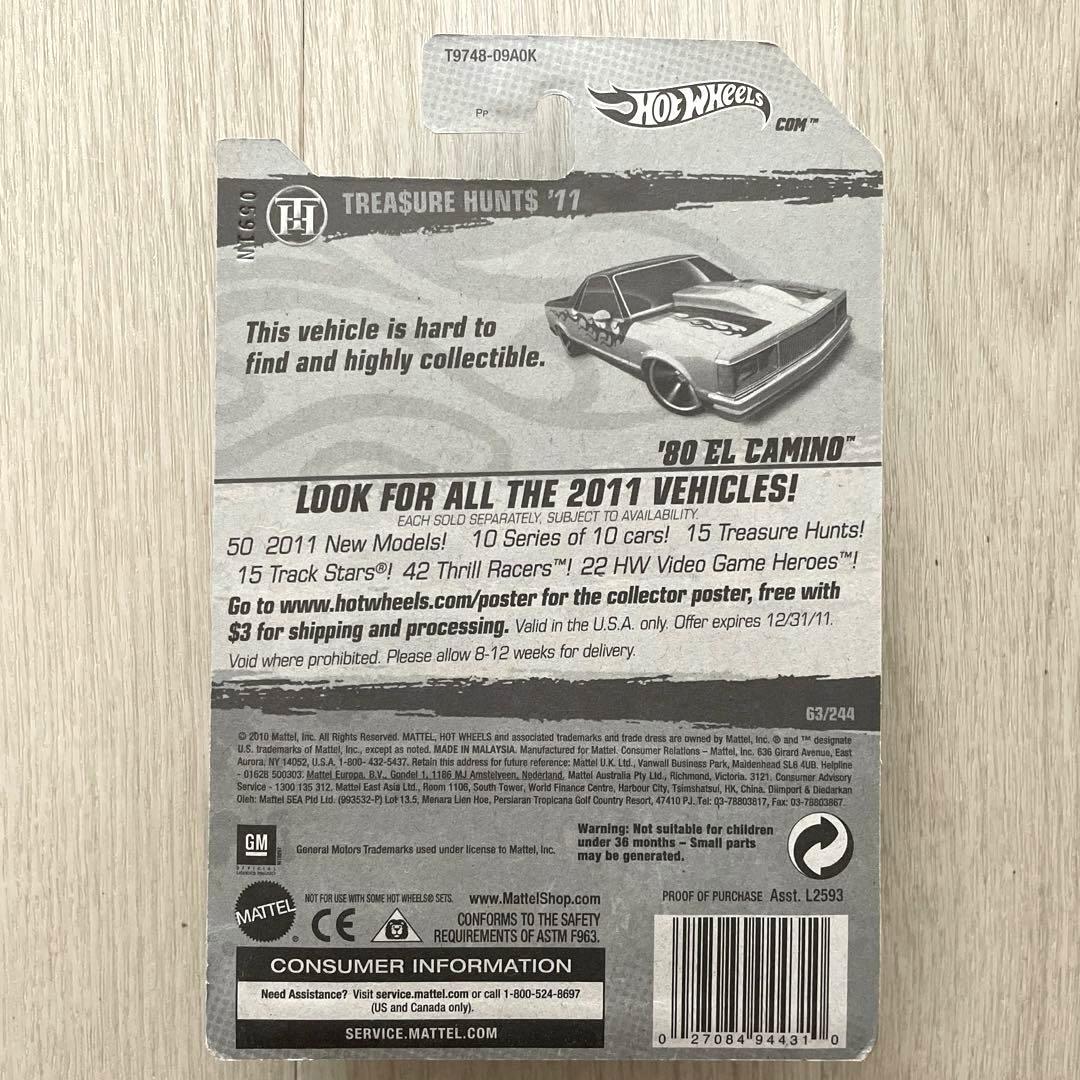 T9748-09A0K
Pp
HOT WHEELS
COM™
0591N
TH TREA$URE HUNT$ '11
This vehicle is hard to
find and highly collectible.
'80 EL CAMINO™
LOOK FOR ALL THE 2011 VEHICLES!
EACH SOLD SEPARATELY, SUBJECT TO AVAILABILITY.
50 2011 New Models! 10 Series of 10 cars! 15 Treasure Hunts!
15 Track Stars®! 42 Thrill Racers™! 22 HW Video Game Heroes™!
Go to www.hotwheels.com/poster for the collector poster, free with
$3 for shipping and processing. Valid in the U.S.A. only. Offer expires 12/31/11.
Void where prohibited. Please allow 8-12 weeks for delivery.
63/244
© 2010 Mattel, Inc. All Rights Reserved. MATTEL, HOT WHEELS and associated trademarks and trade dress are owned by Mattel, Inc. ® and ™ designate
U.S. trademarks of Mattel, Inc., except as noted. MADE IN MALAYSIA. Manufactured for Mattel. Consumer Relations – Mattel, Inc. 636 Girard Avenue, East
Aurora, NY 14052, U.S.A. 1-800- 432-5437. Retain this address for future reference: Mattel U.K. Ltd., Vanwall Business Park, Maidenhead SL6 4UB. Helpline
- 01628 500303. Mattel Europa, B.V., Gondel 1, 1186 MJ Amstelveen, Nederland. Mattel Australia Pty Ltd., Richmond, Victoria. 3121. Consumer Advisory
Service - 1300 135 312. Mattel East Asia Ltd., Room 1106, South Tower, World Finance Centre, Harbour City, Tsimshatsui, HK, China. Diimport & Diedarkan
Oleh: Mattel SEA Ptd Ltd. (993532-P) Lot 13.5, Menara Lien Hoe, Persiaran Tropicana Golf Country Resort, 47410 PJ. Tel: 03-78803817, Fax: 03-78803867.
GM
OFFICIAL
LICENSED PRODUCT
General Motors Trademarks used under license to Mattel, Inc.
Warning: Not suitable for children
under 36 months – Small parts
may be generated.
MATTEL®
NOT FOR USE WITH SOME HOT WHEELS® SETS. www.MattelShop.com
CE
CONFORMS TO THE SAFETY
REQUIREMENTS OF ASTM F963.
PROOF OF PURCHASE Asst. L2593
CONSUMER INFORMATION
Need Assistance? Visit service.mattel.com or call 1-800-524-8697
(US and Canada only).
SERVICE.MATTEL.COM
0 27084 94431 0